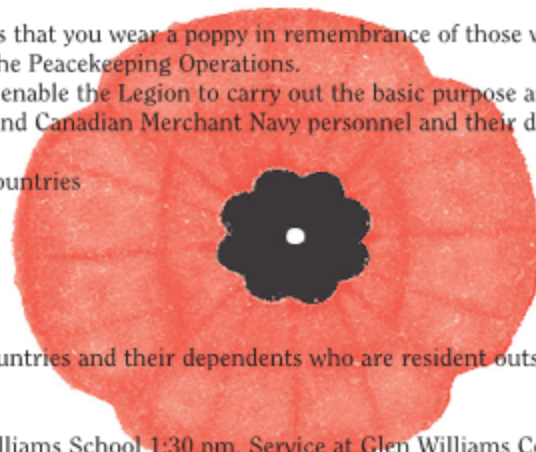 s that you wear a poppy in remembrance of those
he Peacekeeping Operations.
enable the Legion to carry out the basic purpose
nd Canadian Merchant Navy personnel and their
ountries
untries and their dependents who are resident outs
lliams School 1:30 pm. Service at Glen Williams